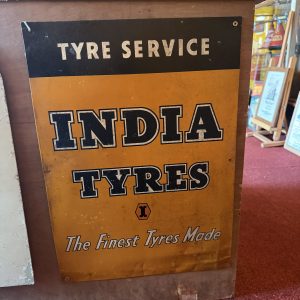 TYRE SERVICE
INDIA
TYRES
I
The Finest Tyres Made